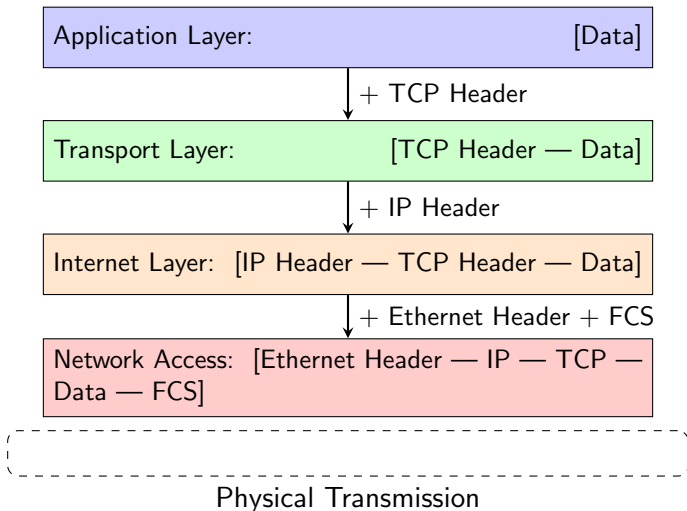 Application Layer: [Data]
+ TCP Header
Transport Layer: [TCP Header — Data]
+ IP Header
Internet Layer: [IP Header — TCP Header — Data]
+ Ethernet Header + FCS
Network Access: [Ethernet Header — IP — TCP —
Data — FCS]
Physical Transmission